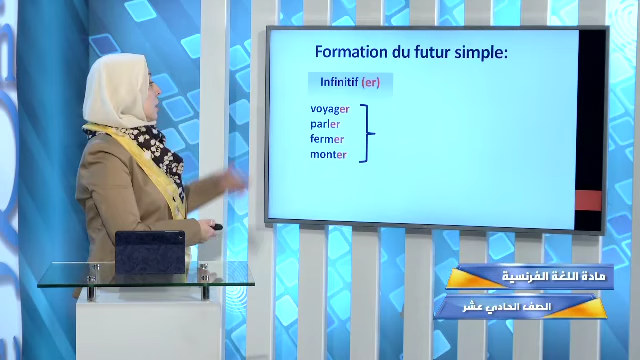 Formation du futur simple:
Infinitif (er)
voyager
parler
fermer
monter
مادة اللغة الفرنسية
الصف الحادي عشر